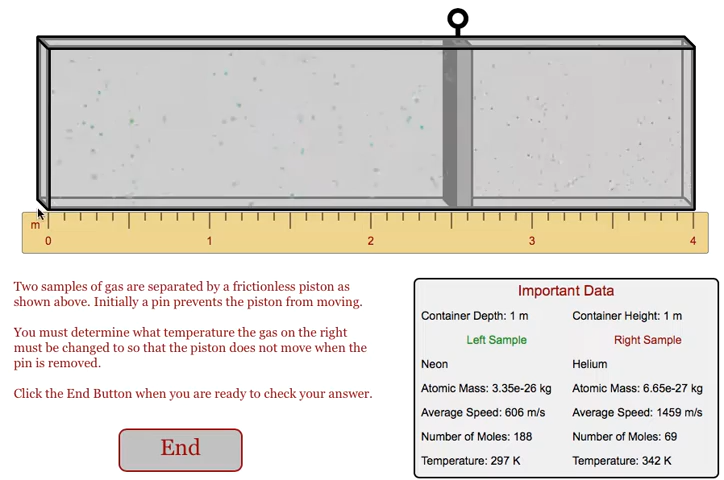 m
0 1 2 3 4
Two samples of gas are separated by a frictionless piston as
shown above. Initially a pin prevents the piston from moving.
You must determine what temperature the gas on the right
must be changed to so that the piston does not move when the
pin is removed.
Click the End Button when you are ready to check your answer.
End
Important Data
Container Depth: 1 m Container Height: 1 m
Left Sample Right Sample
Neon Helium
Atomic Mass: 3.35e-26 kg Atomic Mass: 6.65e-27 kg
Average Speed: 606 m/s Average Speed: 1459 m/s
Number of Moles: 188 Number of Moles: 69
Temperature: 297 K Temperature: 342 K